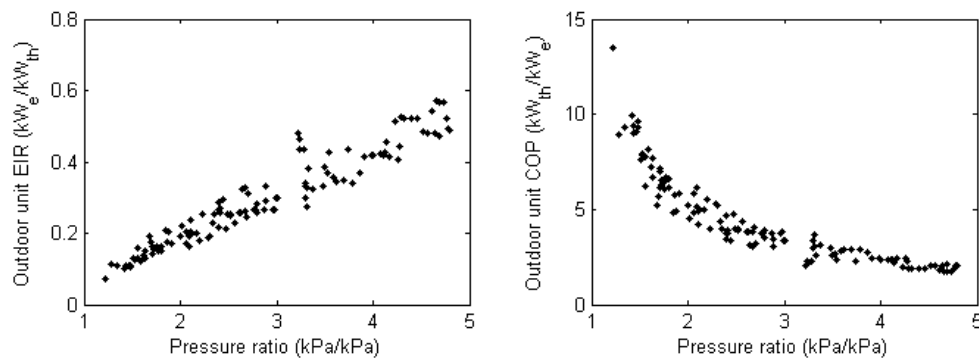 0.8
0.6
0.4
0.2
0
1 2 3 4 5
Outdoor unit EIR (kWe/kWth)
Pressure ratio (kPa/kPa)
15
10
5
0
1 2 3 4 5
Outdoor unit COP (kWth/kWe)
Pressure ratio (kPa/kPa)